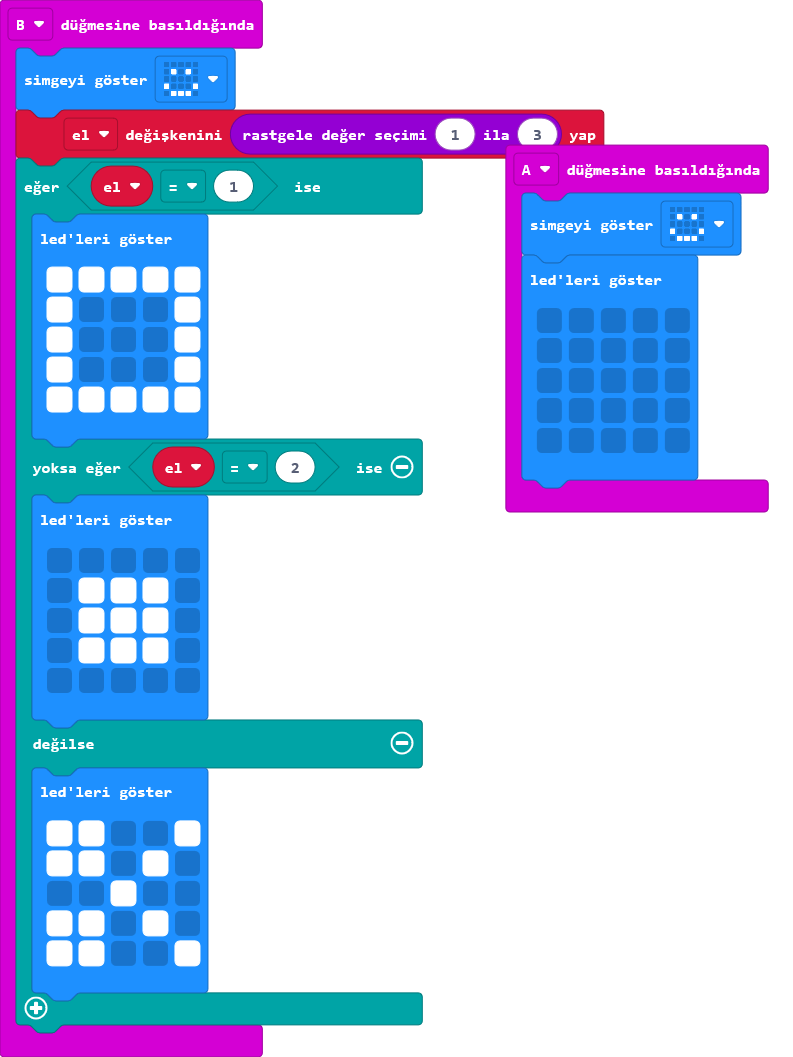 B düğmesine basıldığında
simgeyi göster
el değişkenini rastgele değer seçimi 1 ila 3 yap
eğer el = 1 ise
led'leri göster
yoksa eğer el = 2 ise
led'leri göster
değilse
led'leri göster
A düğmesine basıldığında
simgeyi göster
led'leri göster